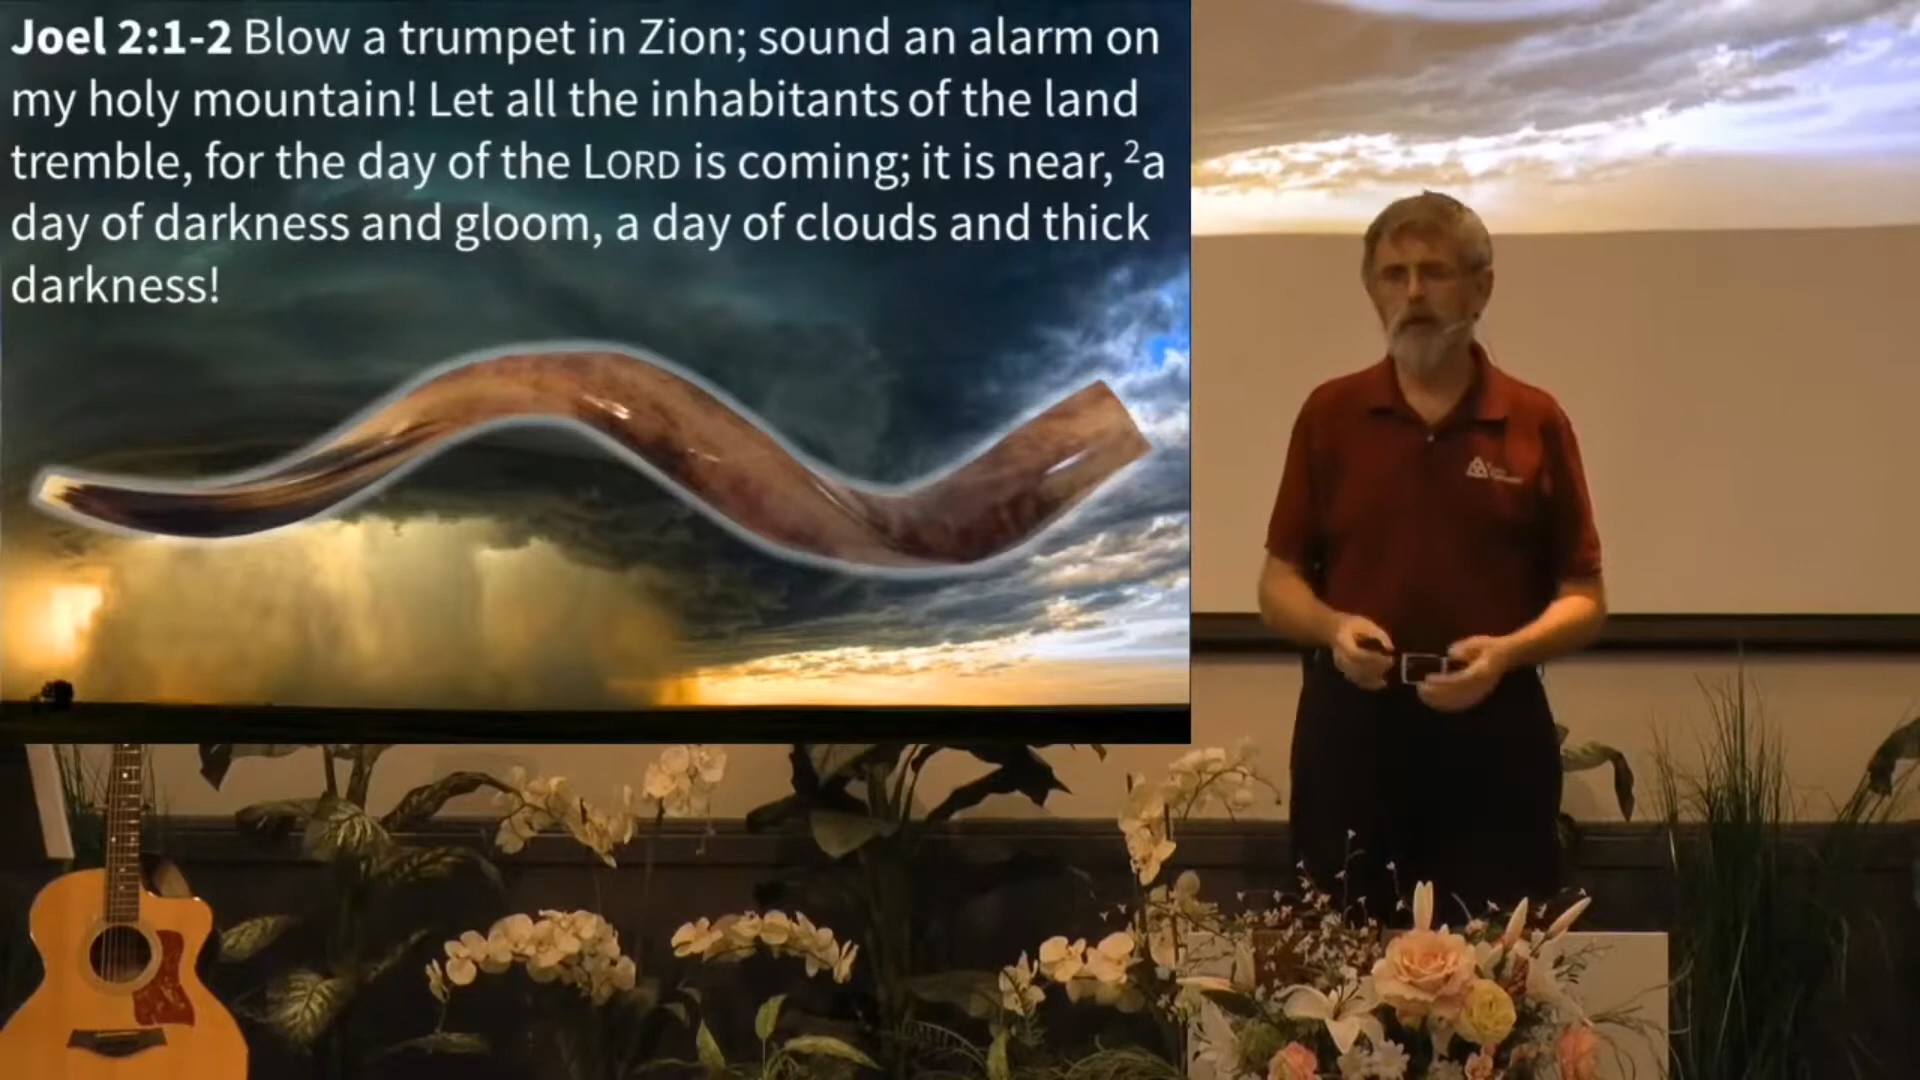 Joel 2:1-2 Blow a trumpet in Zion; sound an alarm on
my holy mountain! Let all the inhabitants of the land
tremble, for the day of the LORD is coming; it is near, ²a
day of darkness and gloom, a day of clouds and thick
darkness!